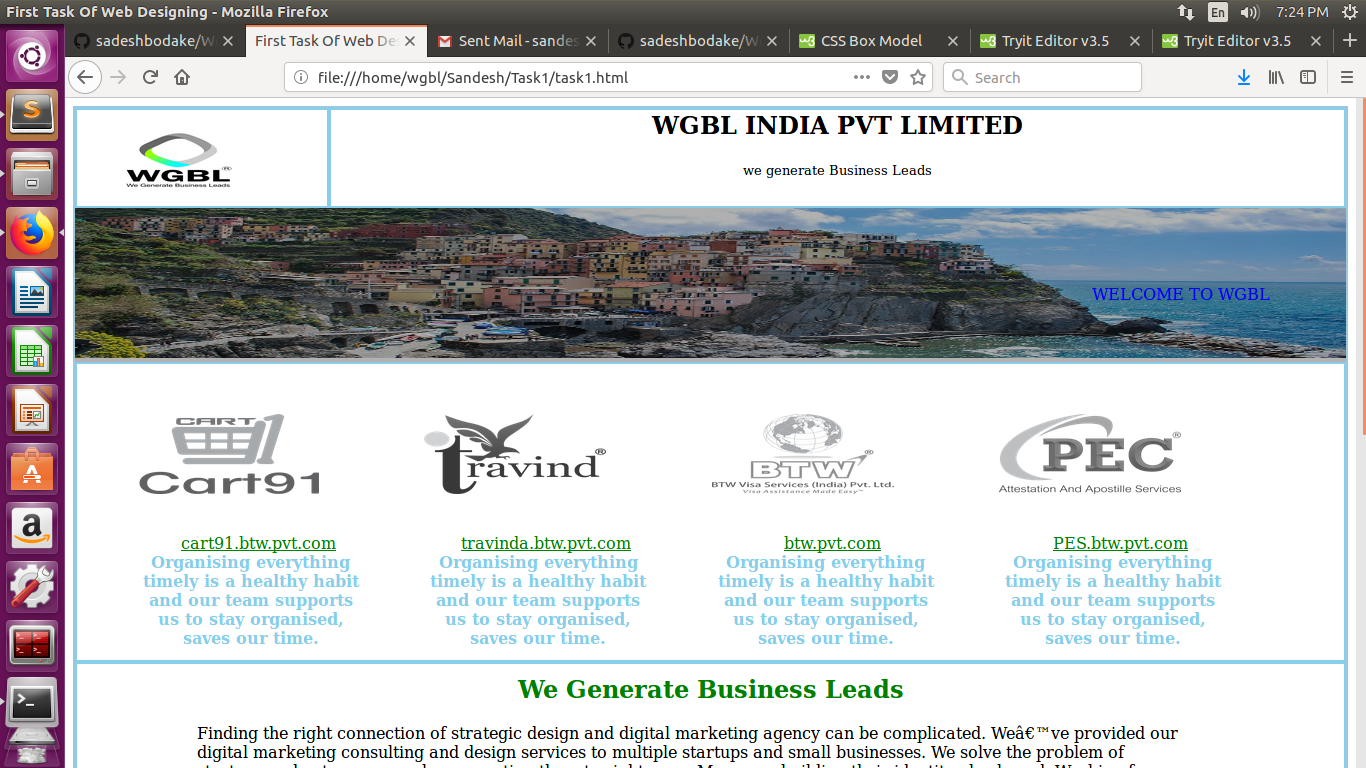 First Task Of Web Designing - Mozilla Firefox
En 7:24 PM
sadeshbodake/W
First Task Of Web De
Sent Mail - sandes
sadeshbodake/W
CSS Box Model
Tryit Editor v3.5
Tryit Editor v3.5
file:///home/wgbl/Sandesh/Task1/task1.html
Search
WGBL®
We Generate Business Leads
WGBL INDIA PVT LIMITED
we generate Business Leads
WELCOME TO WGBL
CART 1
Cart91
travind®
BTW®
BTW Visa Services (India) Pvt. Ltd.
Visa Assistance Made Easy™
PEC®
Attestation And Apostille Services
cart91.btw.pvt.com
Organising everything
timely is a healthy habit
and our team supports
us to stay organised,
saves our time.
travinda.btw.pvt.com
Organising everything
timely is a healthy habit
and our team supports
us to stay organised,
saves our time.
btw.pvt.com
Organising everything
timely is a healthy habit
and our team supports
us to stay organised,
saves our time.
PES.btw.pvt.com
Organising everything
timely is a healthy habit
and our team supports
us to stay organised,
saves our time.
We Generate Business Leads
Finding the right connection of strategic design and digital marketing agency can be complicated. Weâ€™ve provided our
digital marketing consulting and design services to multiple startups and small businesses. We solve the problem of